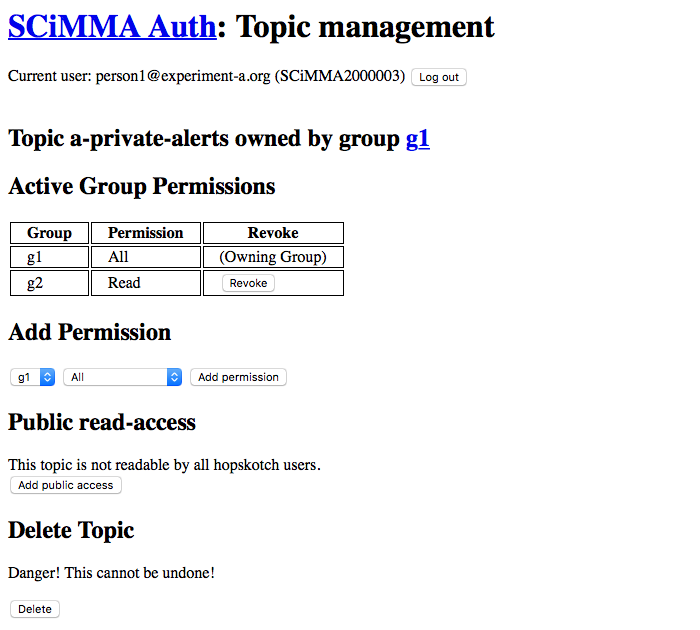 SCiMMA Auth: Topic management
Current user: person1@experiment-a.org (SCiMMA2000003) Log out
Topic a-private-alerts owned by group g1
Active Group Permissions
Group Permission Revoke
g1 All (Owning Group)
g2 Read Revoke
Add Permission
g1 All Add permission
Public read-access
This topic is not readable by all hopskotch users.
Add public access
Delete Topic
Danger! This cannot be undone!
Delete